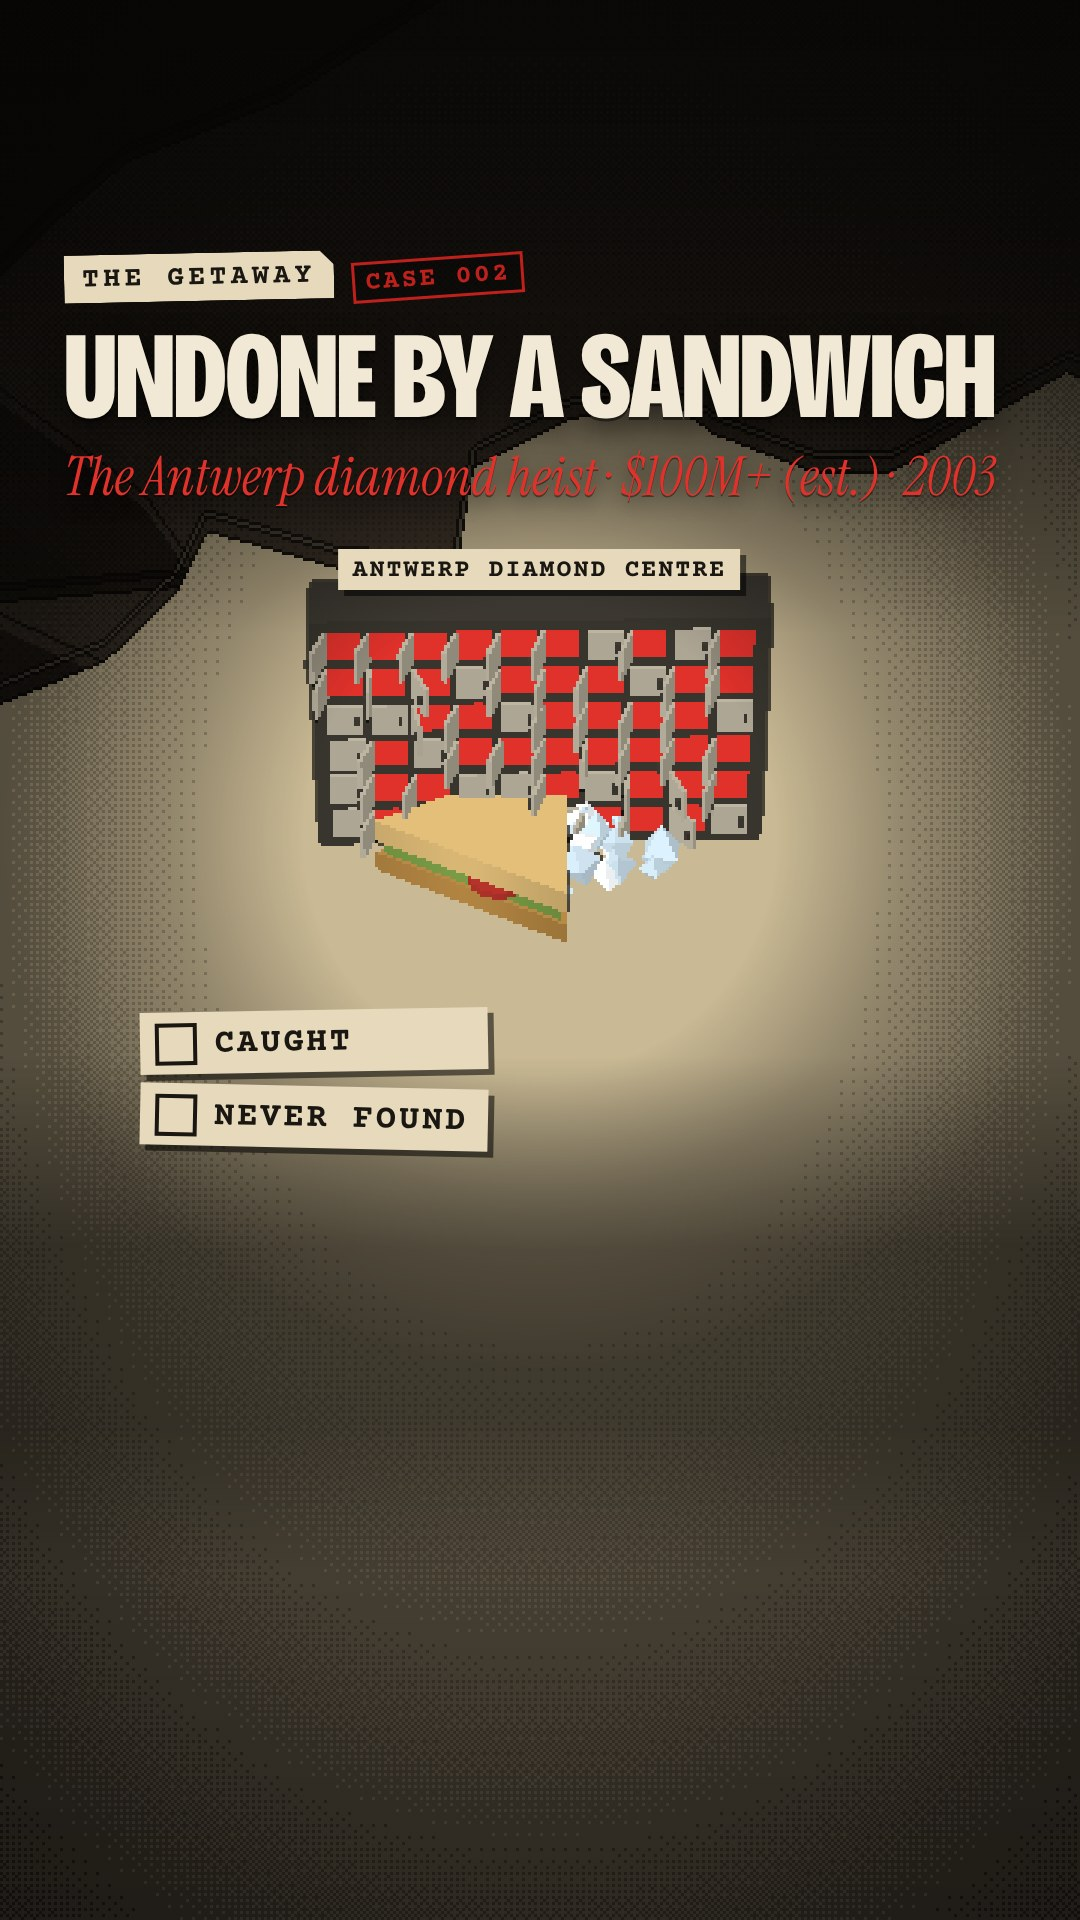 THE GETAWAY CASE 002
UNDONE BY A SANDWICH
The Antwerp diamond heist · $100M+ (est.) · 2003
ANTWERP DIAMOND CENTRE
CAUGHT
NEVER FOUND